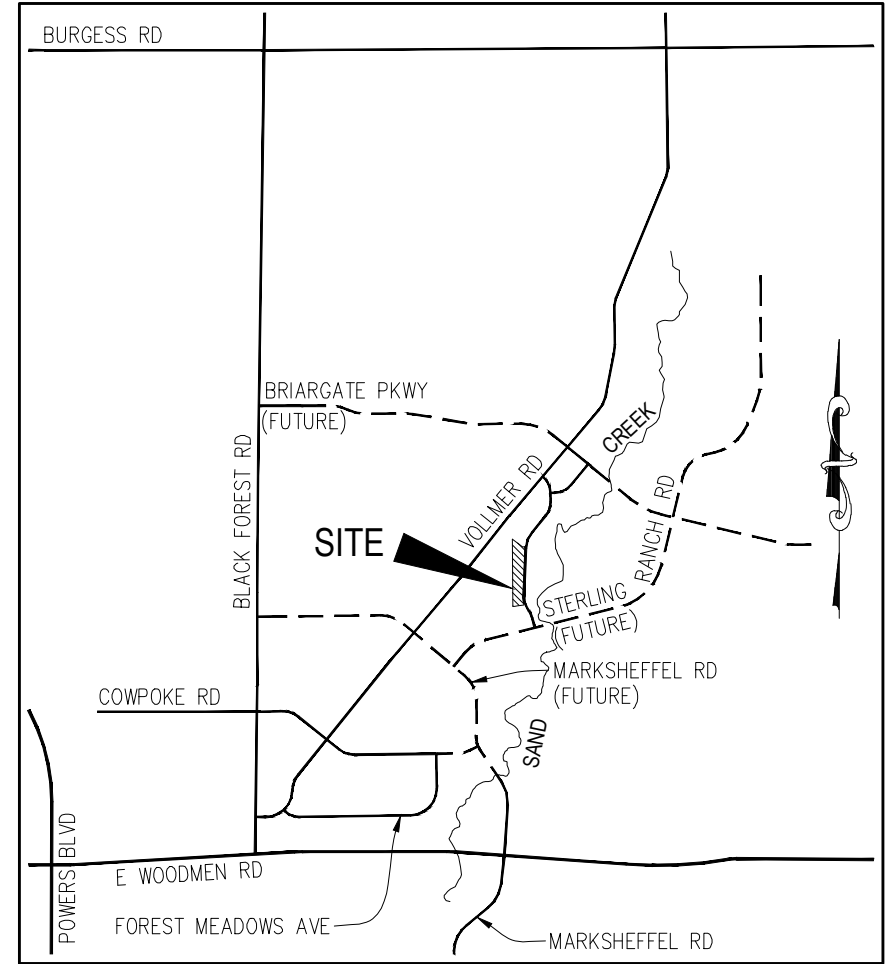 BURGESS RD
BRIARGATE PKWY
(FUTURE)
CREEK
VOLLMER RD
BLACK FOREST RD
SITE
RANCH RD
STERLING
(FUTURE)
MARKSHEFFEL RD
(FUTURE)
COWPOKE RD
SAND
POWERS BLVD
E WOODMEN RD
FOREST MEADOWS AVE
MARKSHEFFEL RD